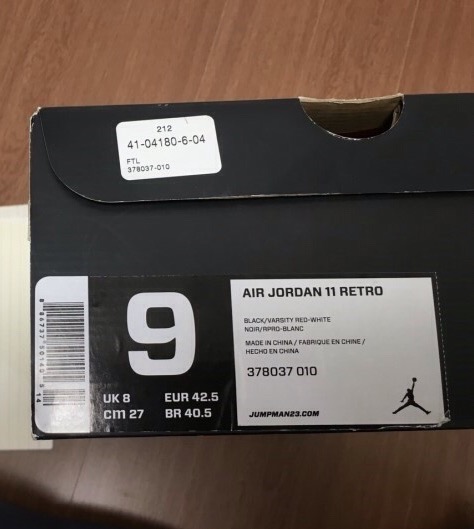 212
41-04180-6-04
FTL
378037-010
9
UK 8 EUR 42.5
cm 27 BR 40.5
AIR JORDAN 11 RETRO
BLACK/VARSITY RED-WHITE
NOIR/RPRO-BLANC
MADE IN CHINA / FABRIQUE EN CHINE /
HECHO EN CHINA
378037 010
JUMPMAN23.COM